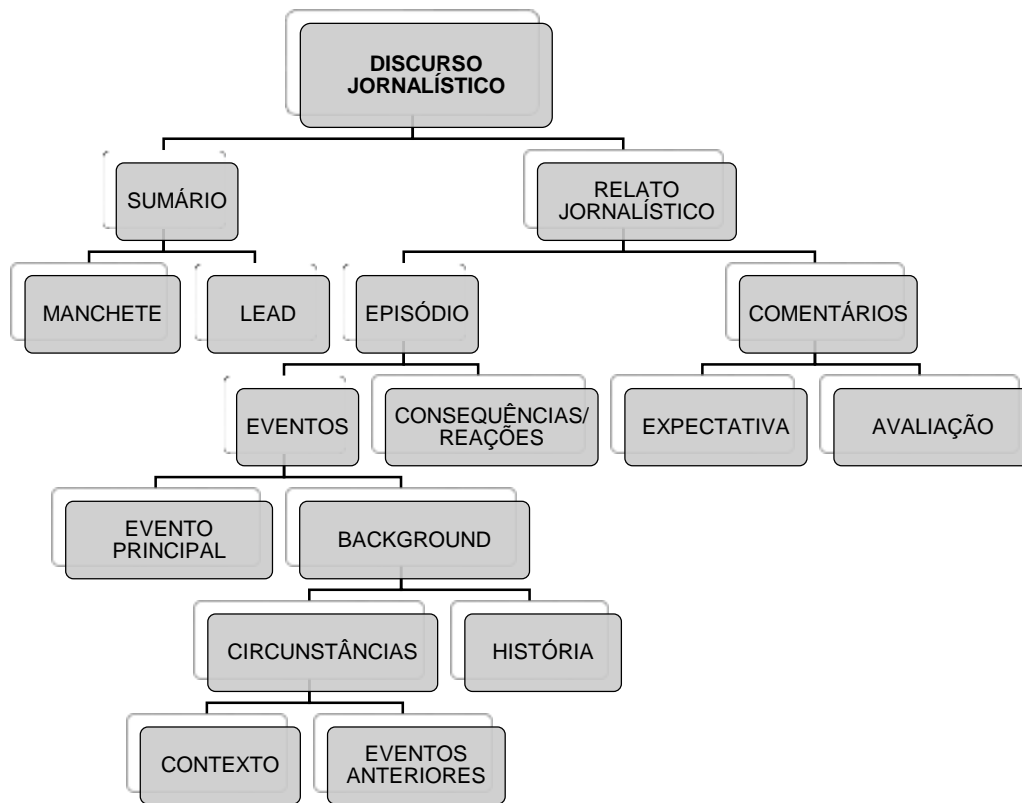 DISCURSO
JORNALÍSTICO
SUMÁRIO
RELATO
JORNALÍSTICO
MANCHETE
LEAD
EPISÓDIO
COMENTÁRIOS
EVENTOS
CONSEQUÊNCIAS/
REAÇÕES
EXPECTATIVA
AVALIAÇÃO
EVENTO
PRINCIPAL
BACKGROUND
CIRCUNSTÂNCIAS
HISTÓRIA
CONTEXTO
EVENTOS
ANTERIORES